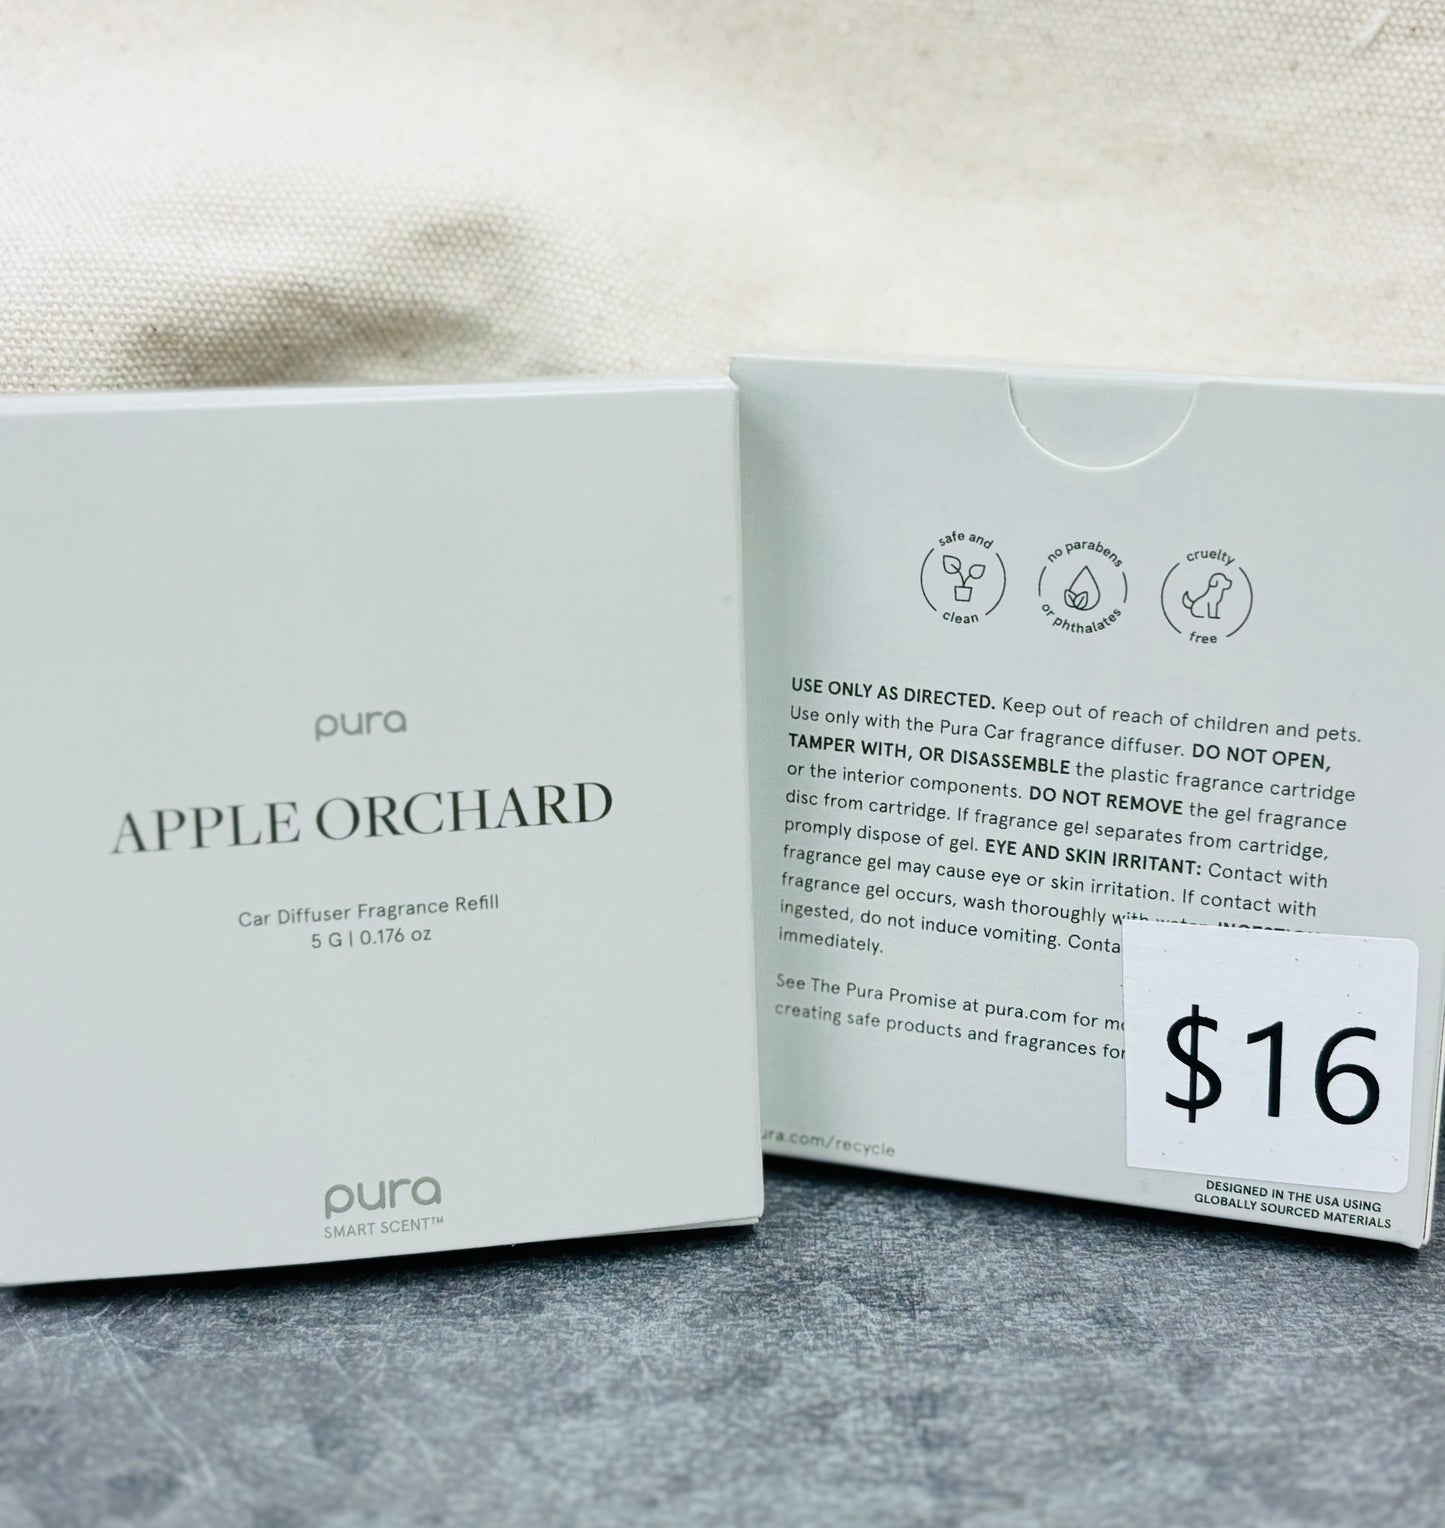 pura
APPLE ORCHARD
Car Diffuser Fragrance Refill
5 G | 0.176 oz
pura
SMART SCENT™
safe and
clean
no parabens
or phthalates
cruelty
free
USE ONLY AS DIRECTED. Keep out of reach of children and pets.
Use only with the Pura Car fragrance diffuser. DO NOT OPEN,
TAMPER WITH, OR DISASSEMBLE the plastic fragrance cartridge
or the interior components. DO NOT REMOVE the gel fragrance
disc from cartridge. If fragrance gel separates from cartridge,
promply dispose of gel. EYE AND SKIN IRRITANT: Contact with
fragrance gel may cause eye or skin irritation. If contact with
fragrance gel occurs, wash thoroughly with
ingested, do not induce vomiting.
immediately.
See The Pura Promise at pura.com for
creating safe products and fragrances for
$16
ura.com/recycle
DESIGNED IN THE USA USING
GLOBALLY SOURCED MATERIALS